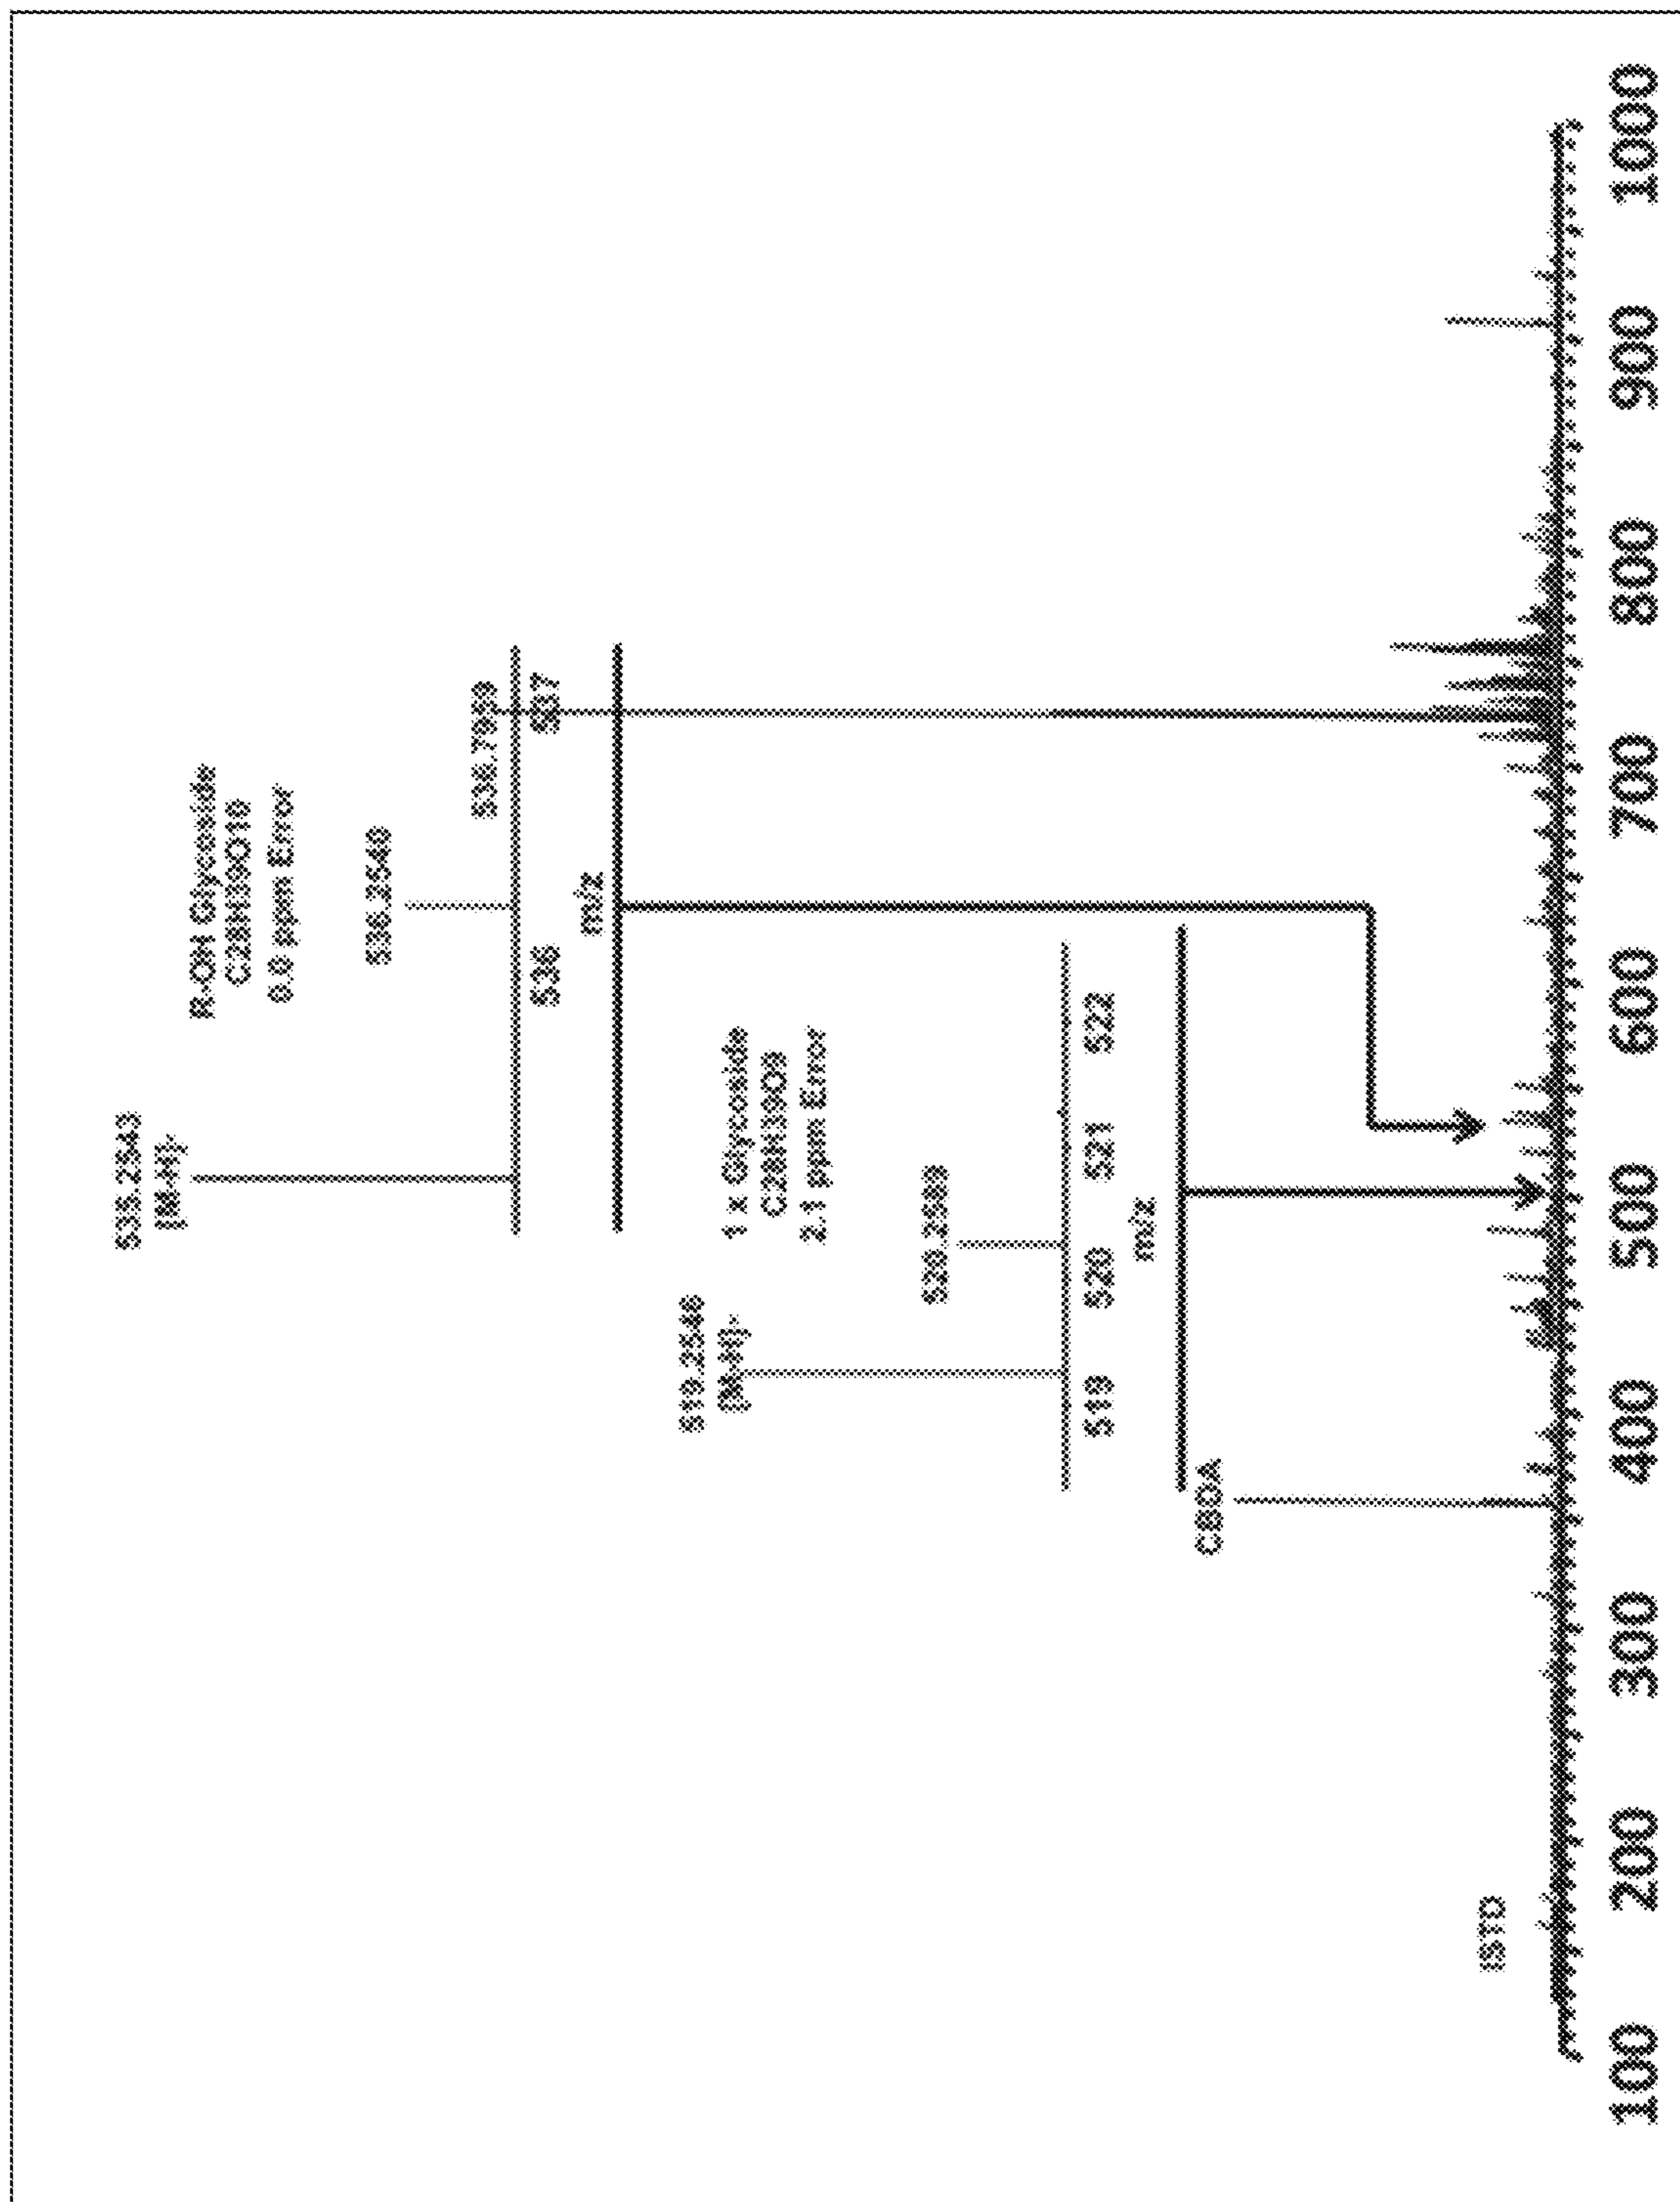 535.2543
[M-H]-
R-OH Glycoside
C28H39O10
0.0 ppm Error
536.2540
536.7959
536
537
m/z
519.2546
[M-H]-
1 x Glycoside
C28H39O9
2.1 ppm Error
520.2588
519
520
521
522
m/z
CBDA
ISTD
100
200
300
400
500
600
700
800
900
1000